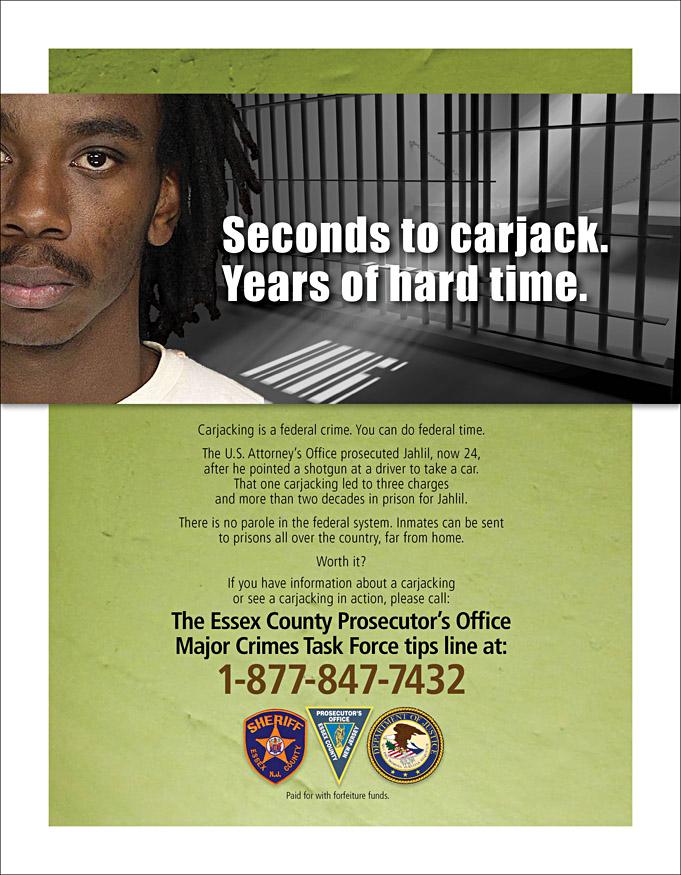 Seconds to carjack.
Years of hard time.
Carjacking is a federal crime. You can do federal time.
The U.S. Attorney's Office prosecuted Jahlil, now 24,
after he pointed a shotgun at a driver to take a car.
That one carjacking led to three charges
and more than two decades in prison for Jahlil.
There is no parole in the federal system. Inmates can be sent
to prisons all over the country, far from home.
Worth it?
If you have information about a carjacking
or see a carjacking in action, please call:
The Essex County Prosecutor's Office
Major Crimes Task Force tips line at:
1-877-847-7432
SHERIFF
ESSEX COUNTY
N.J.
PROSECUTOR'S
OFFICE
ESSEX COUNTY
NEW JERSEY
DEPARTMENT OF JUSTICE
Paid for with forfeiture funds.